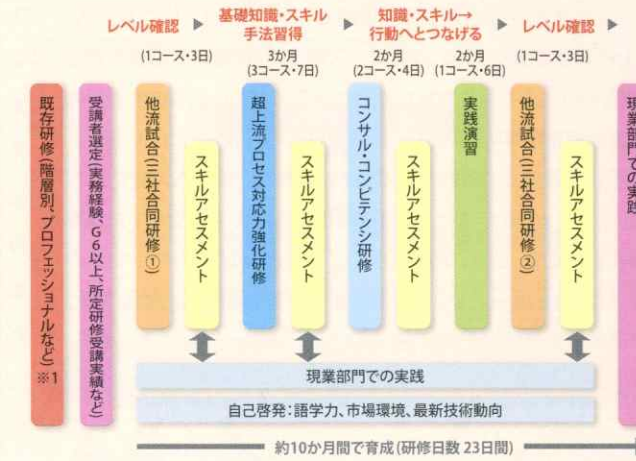 レベル確認 ▶ 基礎知識・スキル
手法習得 ▶ 知識・スキル→
行動へとつなげる ▶ レベル確認 ▶
(1コース・3日)
3か月
(3コース・7日)
2か月
(2コース・4日)
2か月
(1コース・6日)
(1コース・3日)
既存研修(階層別、プロフェッショナルなど)※1
受講者選定(実務経験、G6以上、所定研修受講実績など)
他流試合(三社合同研修①)
スキルアセスメント
超上流プロセス対応力強化研修
スキルアセスメント
コンサル・コンピテンシ研修
スキルアセスメント
実践演習
他流試合(三社合同研修②)
スキルアセスメント
現業部門での実践
現業部門での実践
自己啓発:語学力、市場環境、最新技術動向
約10か月間で育成(研修日数 23日間)